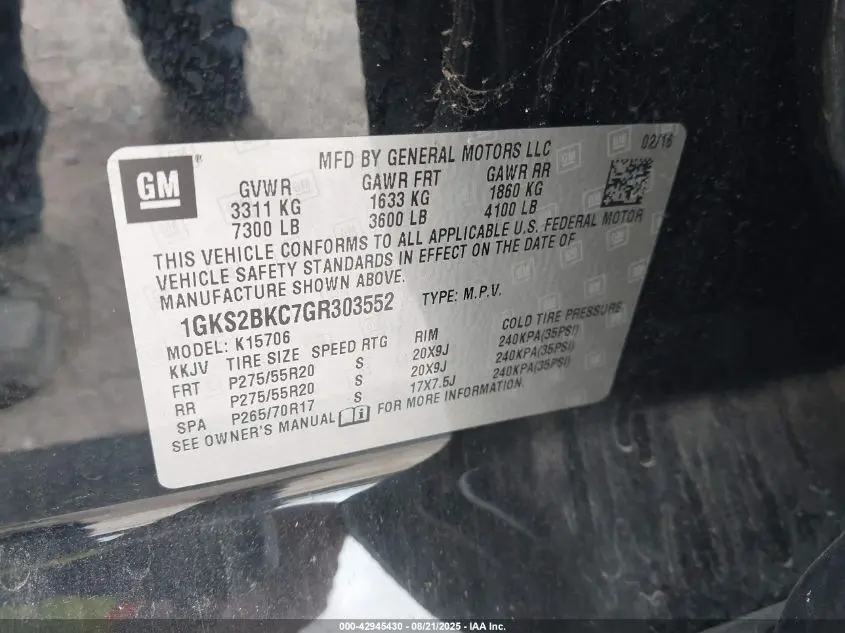 GM
MFD BY GENERAL MOTORS LLC
02/16
GVWR GAWR FRT GAWR RR
3311 KG 1633 KG 1860 KG
7300 LB 3600 LB 4100 LB
THIS VEHICLE CONFORMS TO ALL APPLICABLE U.S. FEDERAL MOTOR
VEHICLE SAFETY STANDARDS IN EFFECT ON THE DATE OF
MANUFACTURE SHOWN ABOVE.
1GKS2BKC7GR303552 TYPE: M.P.V.
MODEL: K15706
KKJV TIRE SIZE SPEED RTG RIM COLD TIRE PRESSURE
FRT P275/55R20 S 20X9J 240KPA(35PSI)
RR P275/55R20 S 20X9J 240KPA(35PSI)
SPA P265/70R17 S 17X7.5J 240KPA(35PSI)
SEE OWNER'S MANUAL FOR MORE INFORMATION.
000-42945430 - 08/21/2025 - IAA Inc.